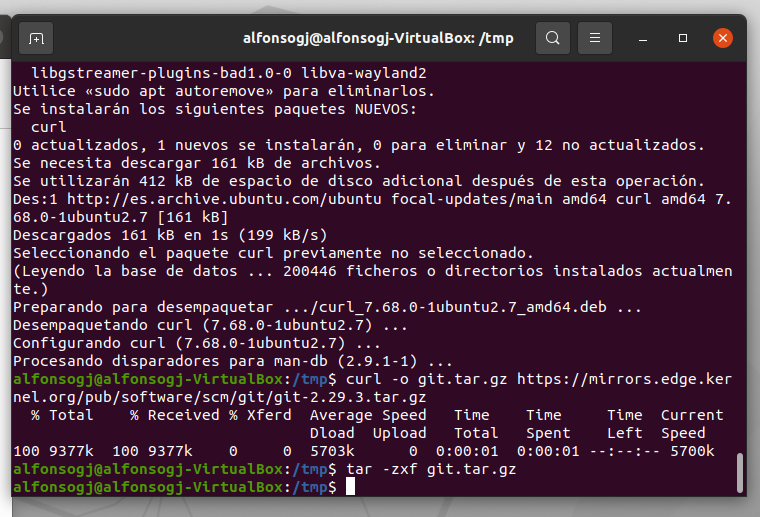 alfonsogj@alfonsogj-VirtualBox: /tmp
libgstreamer-plugins-bad1.0-0 libva-wayland2
Utilice «sudo apt autoremove» para eliminarlos.
Se instalarán los siguientes paquetes NUEVOS:
curl
0 actualizados, 1 nuevos se instalarán, 0 para eliminar y 12 no actualizados.
Se necesita descargar 161 kB de archivos.
Se utilizarán 412 kB de espacio de disco adicional después de esta operación.
Des:1 http://es.archive.ubuntu.com/ubuntu focal-updates/main amd64 curl amd64 7.
68.0-1ubuntu2.7 [161 kB]
Descargados 161 kB en 1s (199 kB/s)
Seleccionando el paquete curl previamente no seleccionado.
(Leyendo la base de datos ... 200446 ficheros o directorios instalados actualmen
te.)
Preparando para desempaquetar .../curl_7.68.0-1ubuntu2.7_amd64.deb ...
Desempaquetando curl (7.68.0-1ubuntu2.7) ...
Configurando curl (7.68.0-1ubuntu2.7) ...
Procesando disparadores para man-db (2.9.1-1) ...
alfonsogj@alfonsogj-VirtualBox:/tmp$ curl -o git.tar.gz https://mirrors.edge.ker
nel.org/pub/software/scm/git/git-2.29.3.tar.gz
% Total    % Received % Xferd  Average Speed   Time    Time     Time  Current
Dload  Upload   Total   Spent    Left  Speed
100 9377k  100 9377k    0     0  5703k      0  0:00:01  0:00:01 --:--:-- 5700k
alfonsogj@alfonsogj-VirtualBox:/tmp$ tar -zxf git.tar.gz
alfonsogj@alfonsogj-VirtualBox:/tmp$